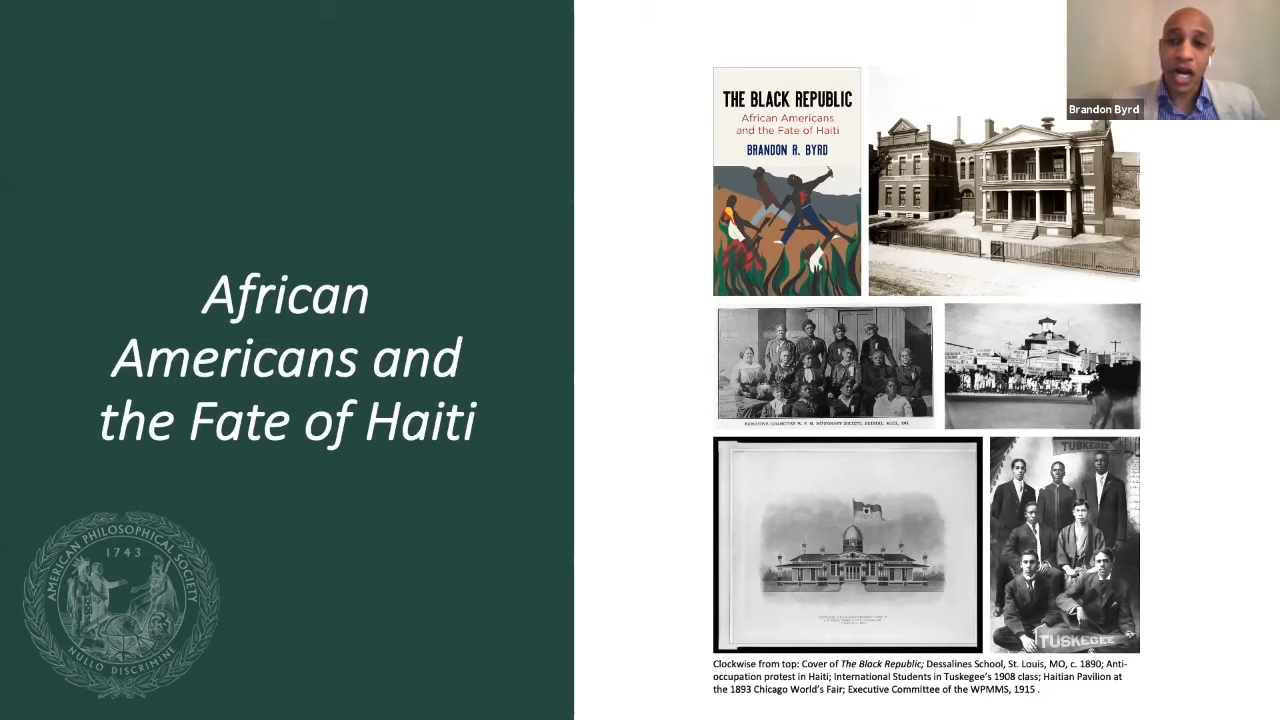 African
Americans and
the Fate of Haiti
AMERICAN PHILOSOPHICAL SOCIETY
1743
NULLO DISCRIMINE
THE BLACK REPUBLIC
African Americans
and the Fate of Haiti
BRANDON R. BYRD
Brandon Byrd
TUSKEGEE
TUSKEGEE
Clockwise from top: Cover of The Black Republic; Dessalines School, St. Louis, MO, c. 1890; Anti-
occupation protest in Haiti; International Students in Tuskegee's 1908 class; Haitian Pavilion at
the 1893 Chicago World's Fair; Executive Committee of the WPMMS, 1915 .